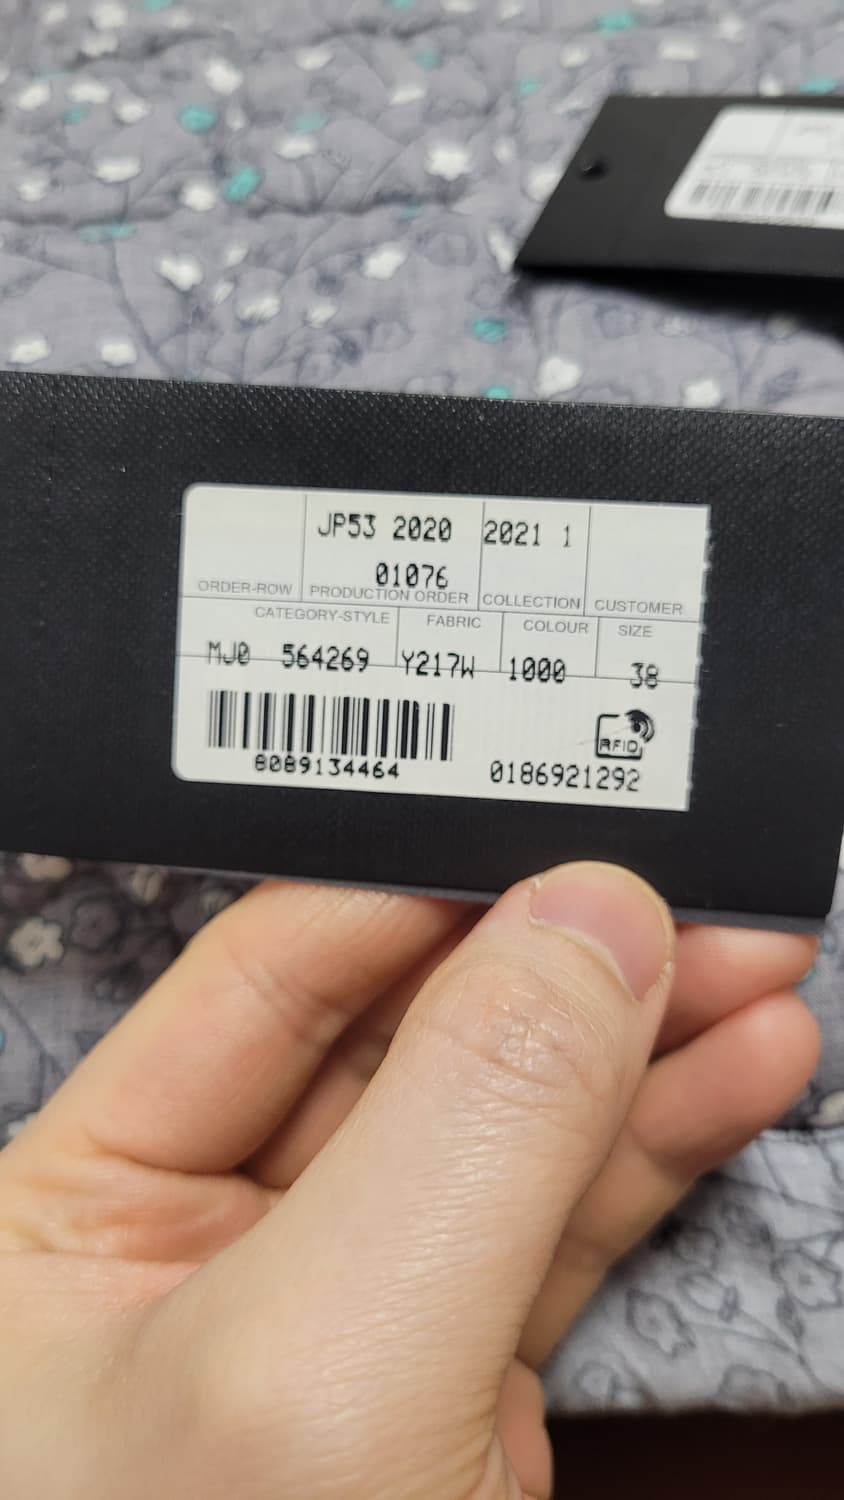 JP53 2020 2021 1
01076
ORDER-ROW PRODUCTION ORDER COLLECTION CUSTOMER
CATEGORY-STYLE FABRIC COLOUR SIZE
MJ0 564269 Y217W 1000 38
RFID
8089134464 0186921292